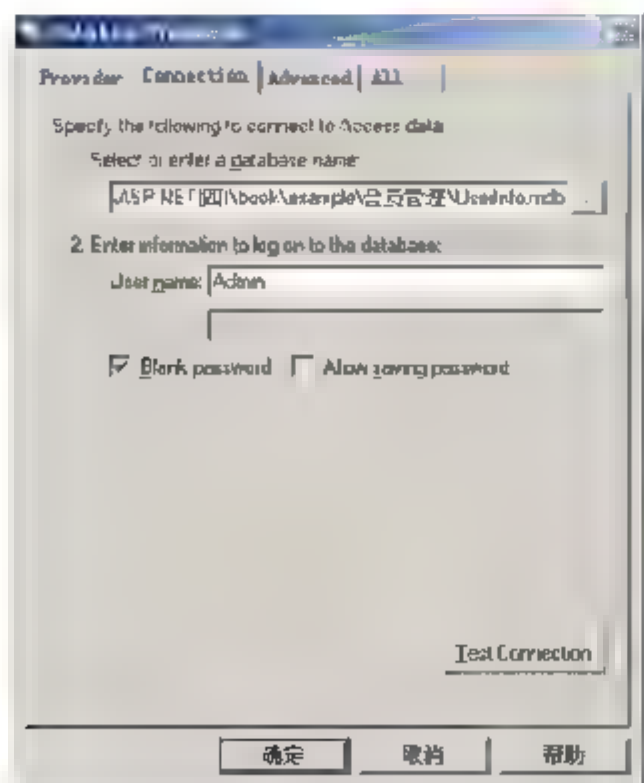 Provider Connection Advanced All
Specify the following to connect to Access data
Select or enter a database name
\book\example\会员管理\UserInfo.mdb ...
2. Enter information to log on to the database:
User name: Admin
Blank password Allow saving password
Test Connection
确定 取消 帮助